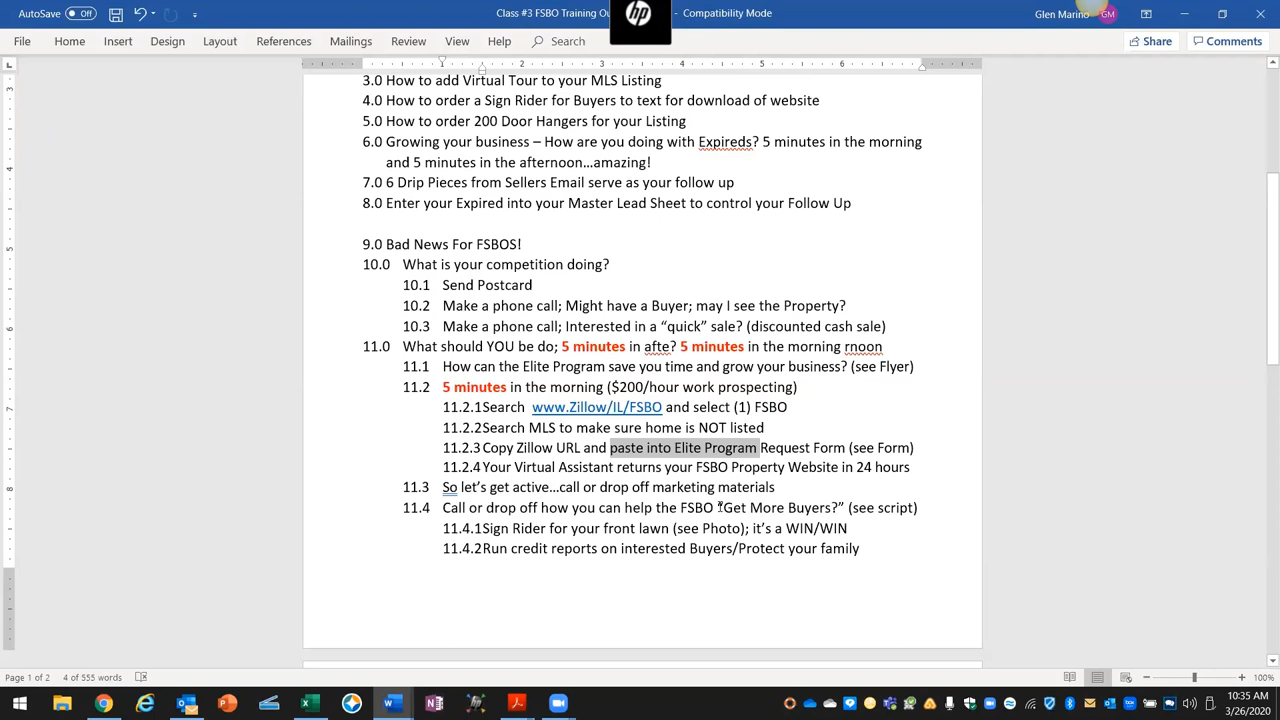 AutoSave Off
Class #3 FSBO Training Ou
- Compatibility Mode
Glen Marino GM
hp
File Home Insert Draw Design Layout References Mailings Review View Help Search Share Comments
3.0 How to add Virtual Tour to your MLS Listing
4.0 How to order a Sign Rider for Buyers to text for download of website
5.0 How to order 200 Door Hangers for your Listing
6.0 Growing your business – How are you doing with Expireds? 5 minutes in the morning
and 5 minutes in the afternoon…amazing!
7.0 6 Drip Pieces from Sellers Email serve as your follow up
8.0 Enter your Expired into your Master Lead Sheet to control your Follow Up
9.0 Bad News For FSBOS!
10.0 What is your competition doing?
10.1 Send Postcard
10.2 Make a phone call; Might have a Buyer; may I see the Property?
10.3 Make a phone call; Interested in a “quick” sale? (discounted cash sale)
11.0 What should YOU be do; 5 minutes in afte? 5 minutes in the morning rnoon
11.1 How can the Elite Program save you time and grow your business? (see Flyer)
11.2 5 minutes in the morning ($200/hour work prospecting)
11.2.1Search www.Zillow/IL/FSBO and select (1) FSBO
11.2.2Search MLS to make sure home is NOT listed
11.2.3Copy Zillow URL and paste into Elite Program Request Form (see Form)
11.2.4Your Virtual Assistant returns your FSBO Property Website in 24 hours
11.3 So let’s get active…call or drop off marketing materials
11.4 Call or drop off how you can help the FSBO “Get More Buyers?” (see script)
11.4.1Sign Rider for your front lawn (see Photo); it’s a WIN/WIN
11.4.2Run credit reports on interested Buyers/Protect your family
Page 1 of 2 4 of 555 words 100%
10:35 AM
3/26/2020